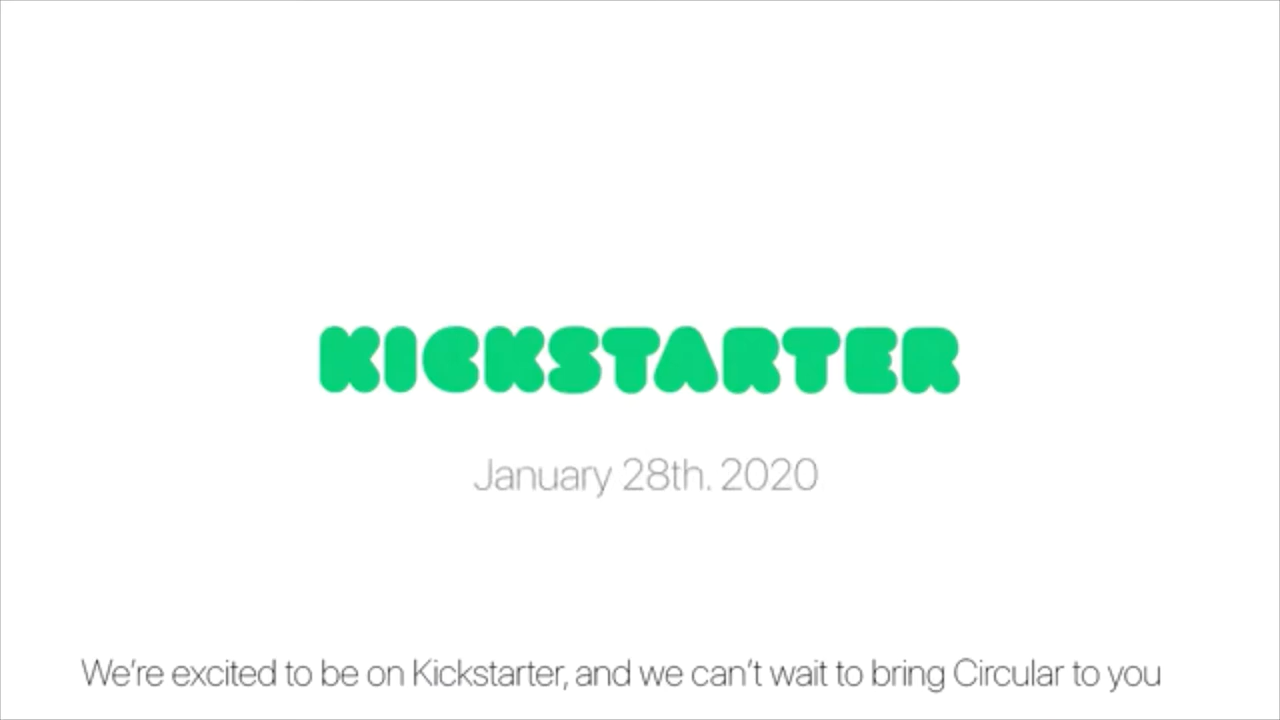 KICKSTARTER
January 28th. 2020
We're excited to be on Kickstarter, and we can't wait to bring Circular to you